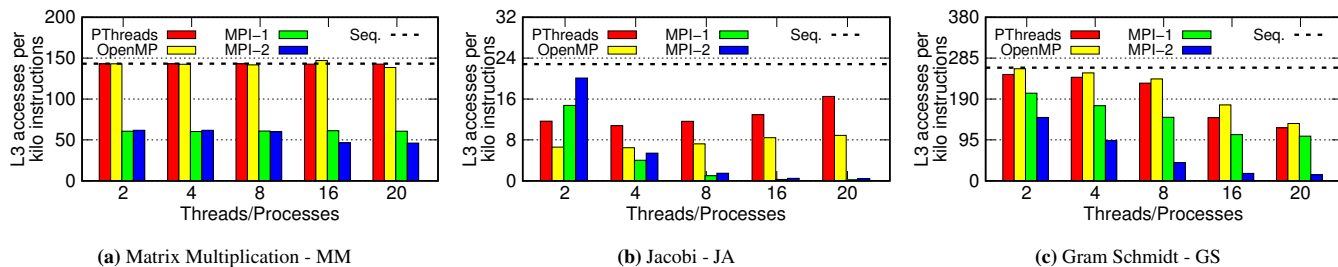 L3 accesses per
kilo instructions
200
150
100
50
0
PThreads
OpenMP
MPI−1
MPI−2
Seq.
2 4 8 16 20
Threads/Processes
(a) Matrix Multiplication - MM
L3 accesses per
kilo instructions
32
24
16
8
0
PThreads
OpenMP
MPI−1
MPI−2
Seq.
2 4 8 16 20
Threads/Processes
(b) Jacobi - JA
L3 accesses per
kilo instructions
380
285
190
95
0
PThreads
OpenMP
MPI−1
MPI−2
Seq.
2 4 8 16 20
Threads/Processes
(c) Gram Schmidt - GS